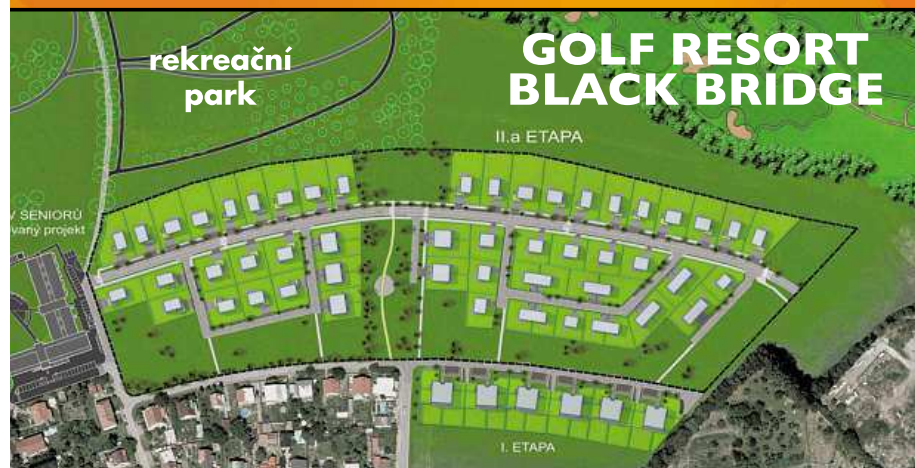 rekreační
park
GOLF RESORT
BLACK BRIDGE
II.a ETAPA
V SENIORŮ
vaný projekt
I. ETAPA